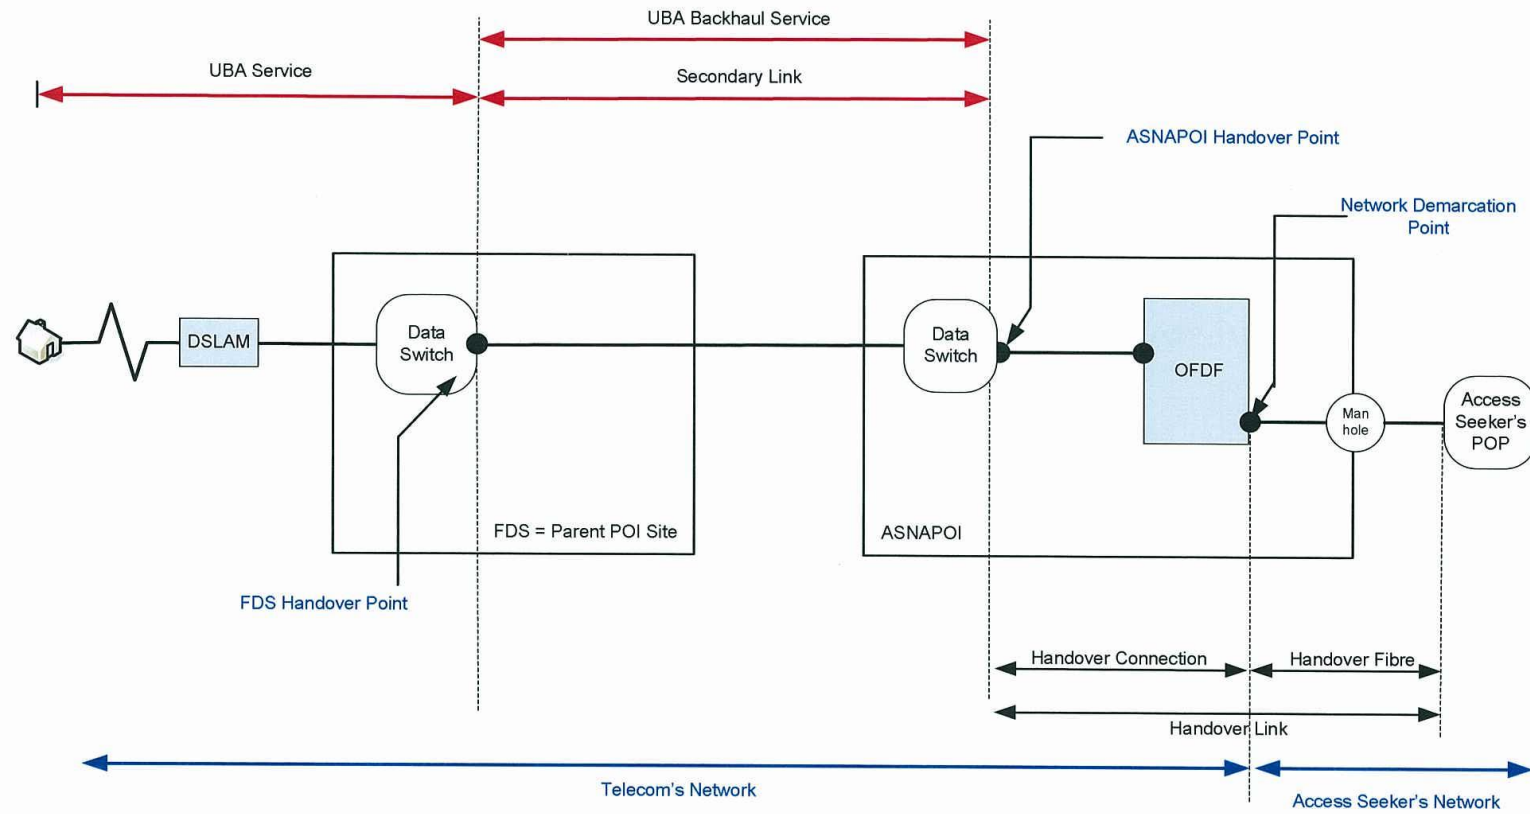 UBA Backhaul Service
UBA Service
Secondary Link
ASNAPOI Handover Point
Network Demarcation
Point
DSLAM
Data
Switch
Data
Switch
OFDF
Man
hole
Access
Seeker's
POP
FDS = Parent POI Site
ASNAPOI
FDS Handover Point
Handover Connection
Handover Fibre
Handover Link
Telecom's Network
Access Seeker's Network